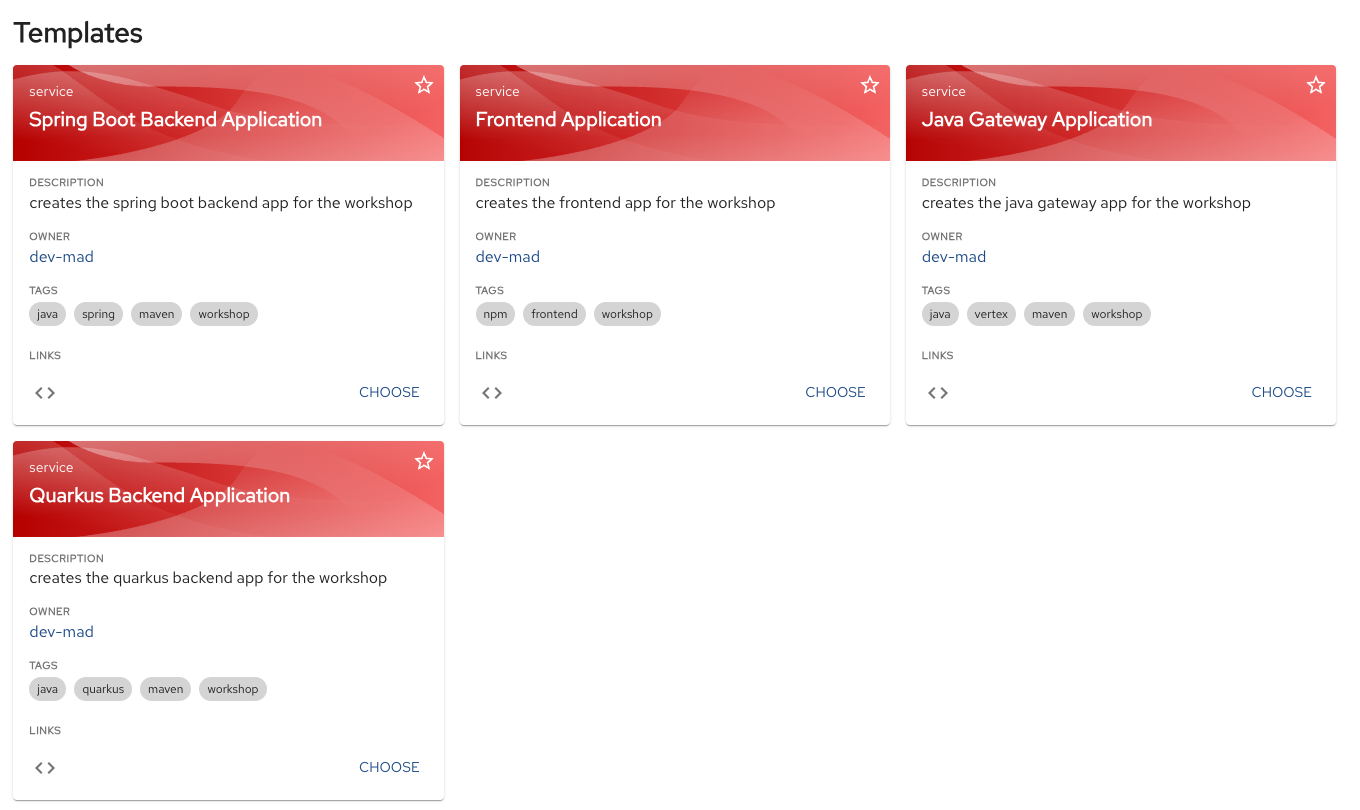 Templates
service
Spring Boot Backend Application
DESCRIPTION
creates the spring boot backend app for the workshop
OWNER
dev-mad
TAGS
java spring maven workshop
LINKS
CHOOSE
service
Frontend Application
DESCRIPTION
creates the frontend app for the workshop
OWNER
dev-mad
TAGS
npm frontend workshop
LINKS
CHOOSE
service
Java Gateway Application
DESCRIPTION
creates the java gateway app for the workshop
OWNER
dev-mad
TAGS
java vertex maven workshop
LINKS
CHOOSE
service
Quarkus Backend Application
DESCRIPTION
creates the quarkus backend app for the workshop
OWNER
dev-mad
TAGS
java quarkus maven workshop
LINKS
CHOOSE